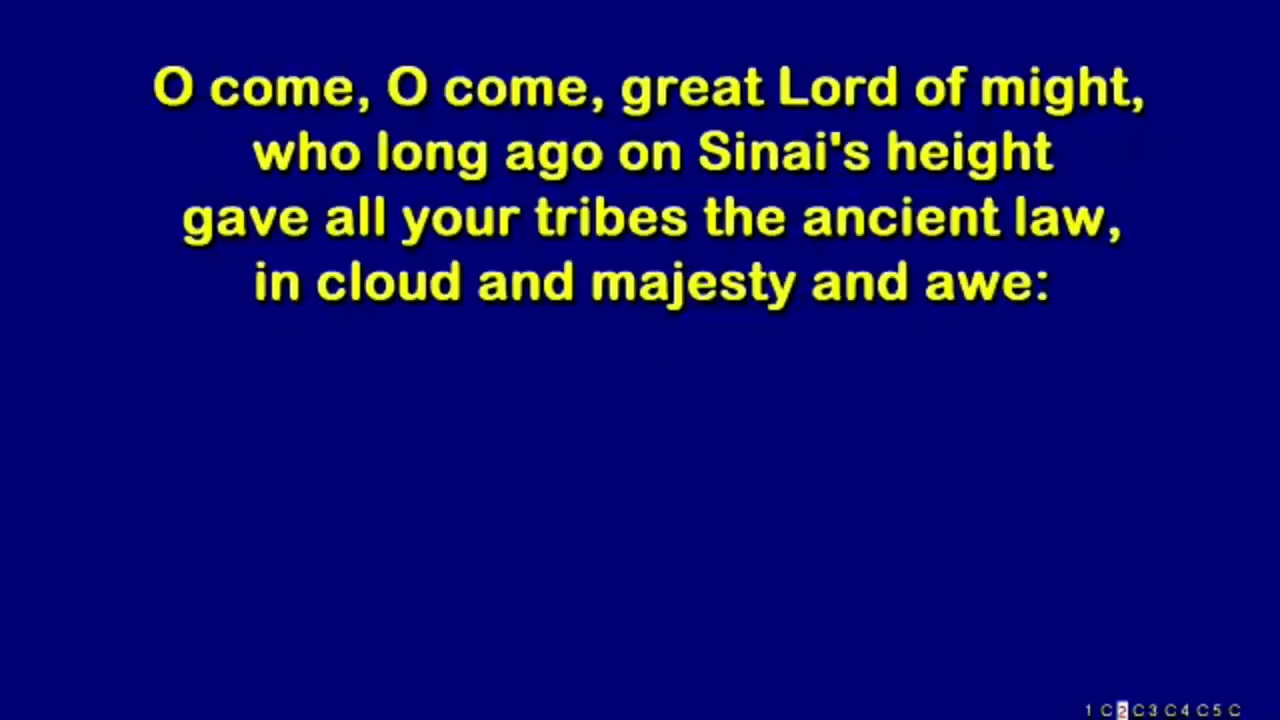 O come, O come, great Lord of might,
who long ago on Sinai's height
gave all your tribes the ancient law,
in cloud and majesty and awe:
1 C 2 C 3 C 4 C 5 C